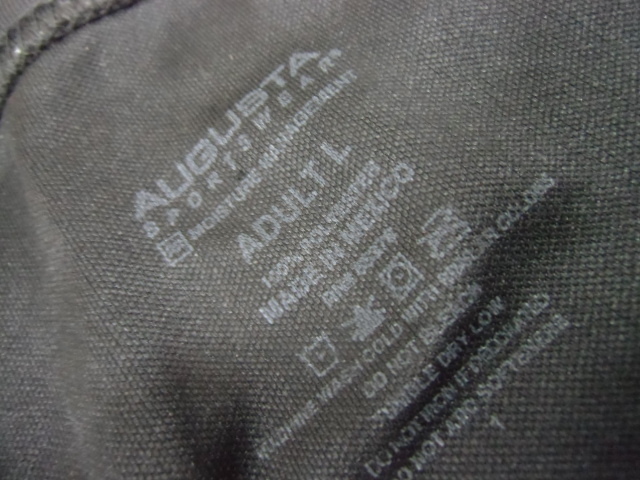 AUGUSTA
SPORTSWEAR®
MOISTURE MANAGEMENT
ADULT L
100% POLYESTER
MADE IN MEXICO
MACHINE WASH COLD WITH COLORS
DO NOT BLEACH
TUMBLE DRY LOW
DO NOT IRON IF DECORATED
DO NOT ADD SOFTENERS
1